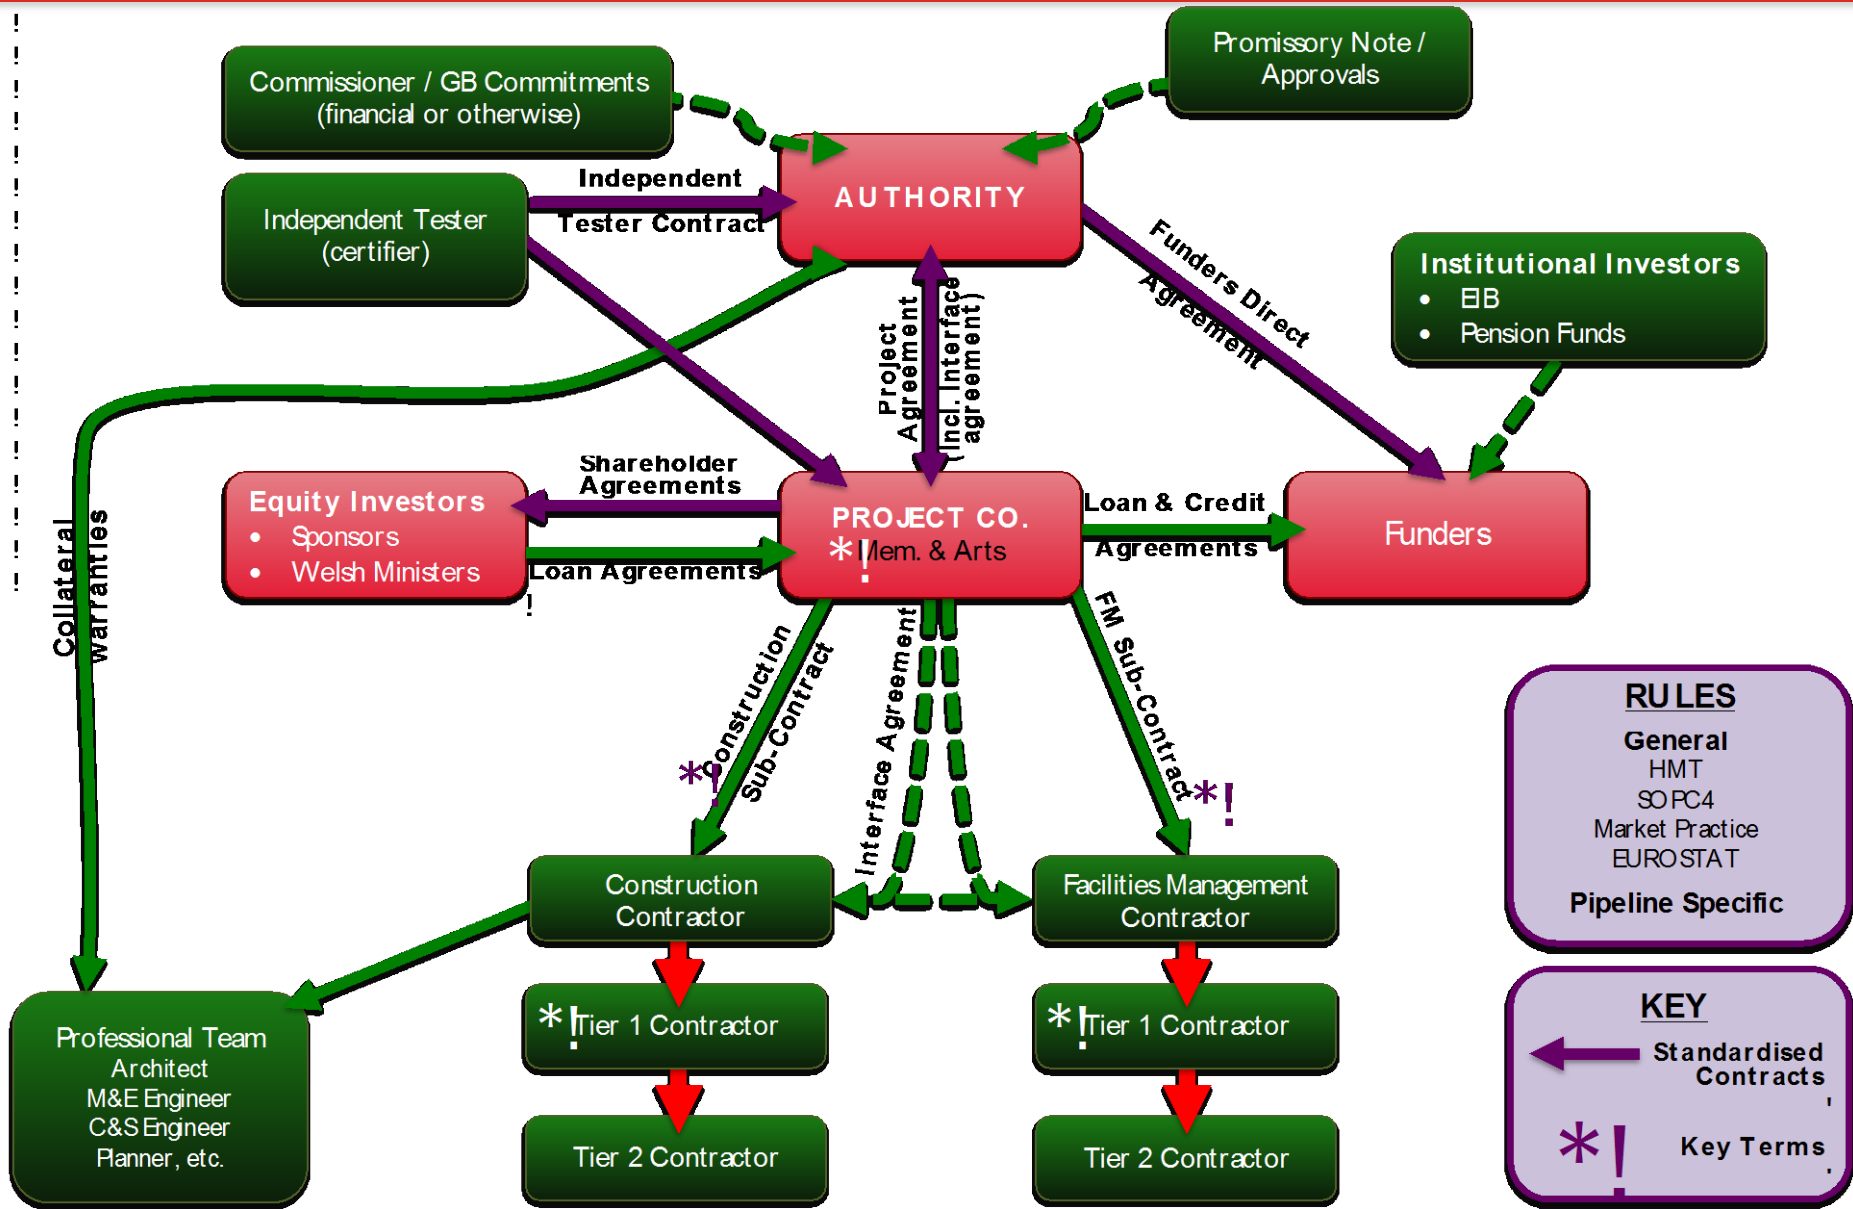 Promissory Note /
Approvals
Commissioner / GB Commitments
(financial or otherwise)
Independent
Tester Contract
AUTHORITY
Independent Tester
(certifier)
Funders Direct
Agreement
Institutional Investors
• EIB
• Pension Funds
Project
Agreement
(incl. Interface
agreement)
Shareholder
Agreements
Equity Investors
• Sponsors
• Welsh Ministers
Loan Agreements
!
PROJECT CO.
*! Mem. & Arts
Loan & Credit
Agreements
Funders
Collateral
warranties
Construction
Sub-Contract
*!
Interface Agreement
FM Sub-Contract
*!
RULES
General
HMT
SOPC4
Market Practice
EUROSTAT
Pipeline Specific
Construction
Contractor
Facilities Management
Contractor
*! Tier 1 Contractor
*! Tier 1 Contractor
Tier 2 Contractor
Tier 2 Contractor
Professional Team
Architect
M&E Engineer
C&S Engineer
Planner, etc.
KEY
Standardised
Contracts
*! Key Terms